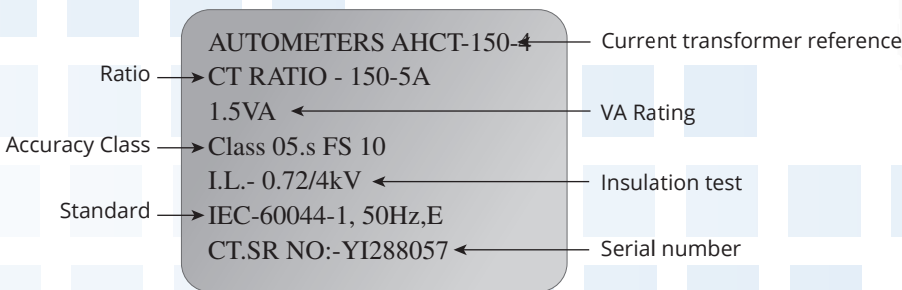 AUTOMETERS AHCT-150-4 Current transformer reference
Ratio CT RATIO - 150-5A
1.5VA VA Rating
Accuracy Class Class 05.s FS 10
I.L.- 0.72/4kV Insulation test
Standard IEC-60044-1, 50Hz,E
CT.SR NO:-YI288057 Serial number